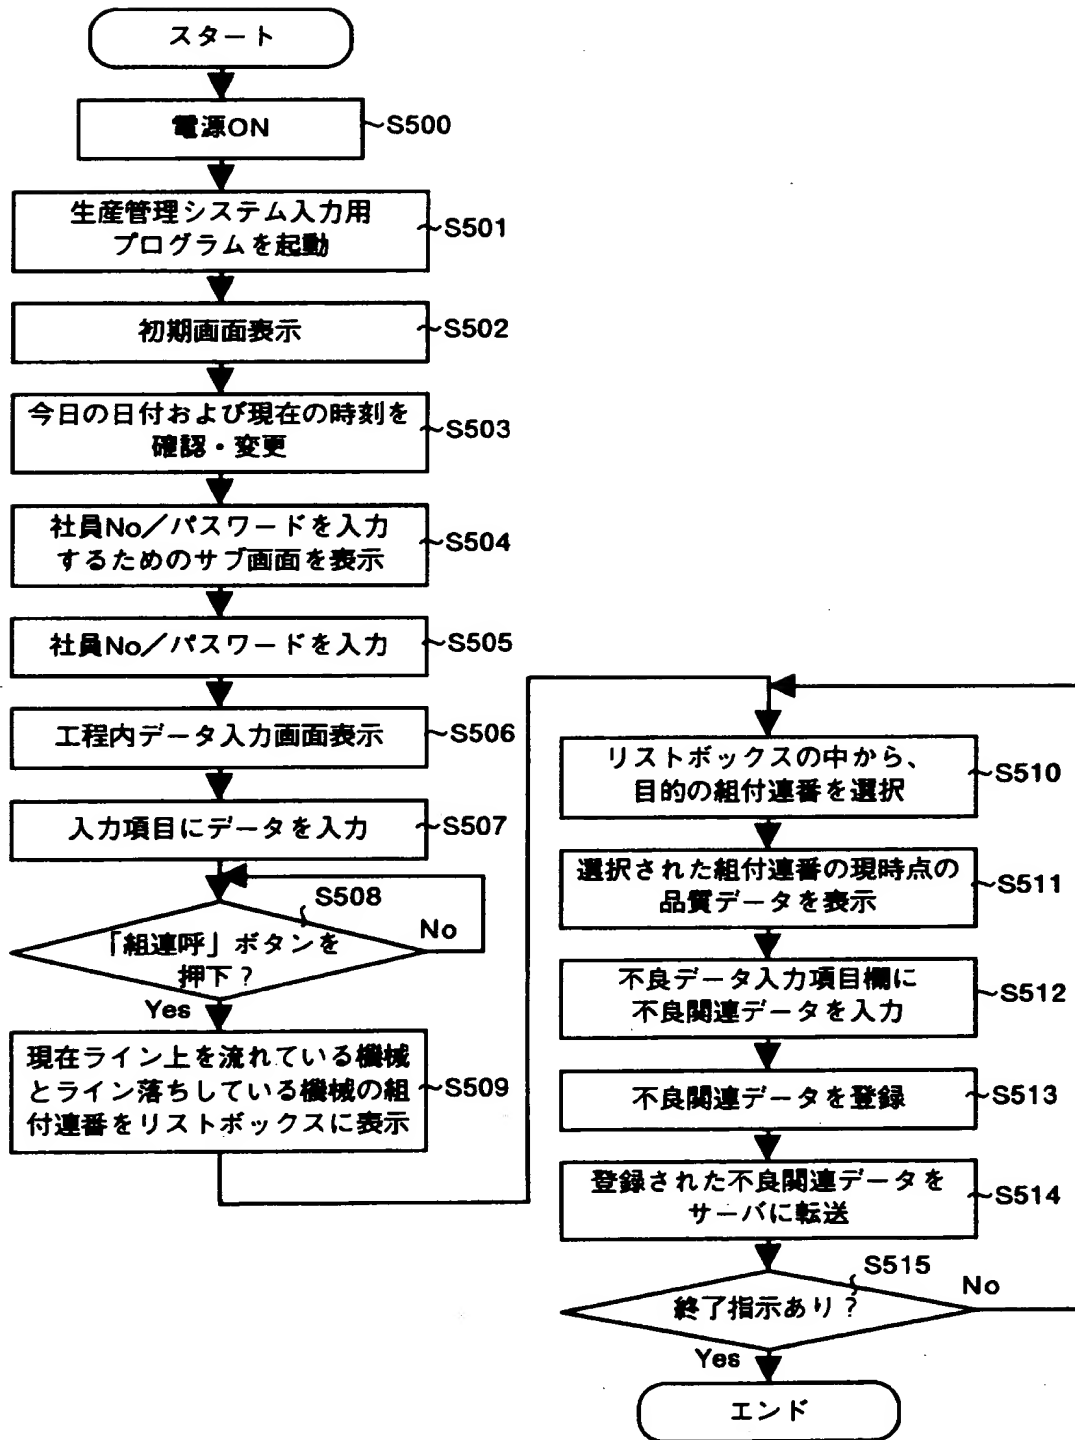 スタート
電源ON
S500
生産管理システム入力用
プログラムを起動
S501
初期画面表示
S502
今日の日付および現在の時刻を
確認・変更
S503
社員No／パスワードを入力
するためのサブ画面を表示
S504
社員No／パスワードを入力
S505
工程内データ入力画面表示
S506
入力項目にデータを入力
S507
S508
「組連呼」ボタンを
押下？
No
Yes
現在ライン上を流れている機械
とライン落ちしている機械の組
付連番をリストボックスに表示
S509
リストボックスの中から、
目的の組付連番を選択
S510
選択された組付連番の現時点の
品質データを表示
S511
不良データ入力項目欄に
不良関連データを入力
S512
不良関連データを登録
S513
登録された不良関連データを
サーバに転送
S514
S515
終了指示あり？
No
Yes
エンド